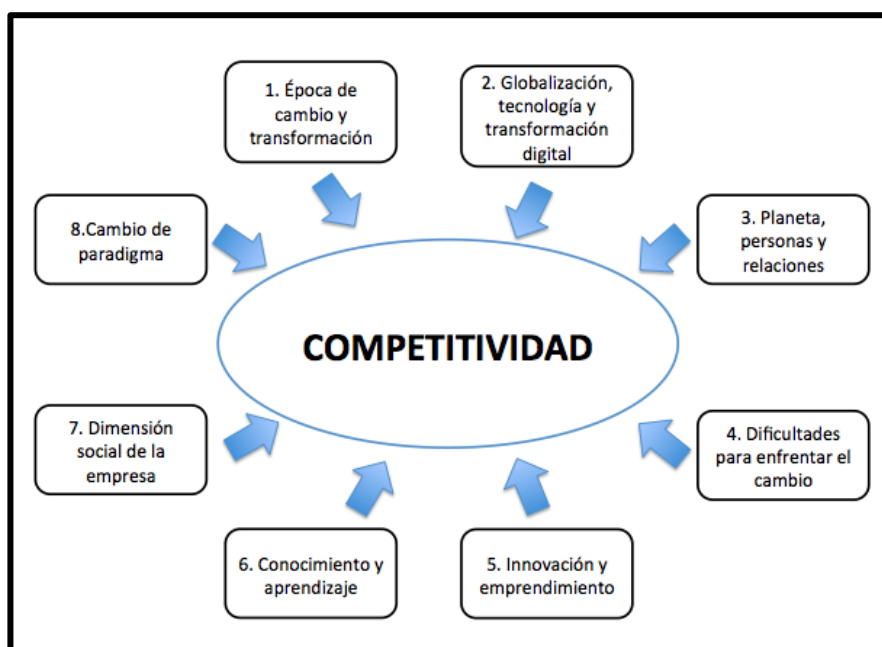 1. Época de
cambio y
transformación
2. Globalización,
tecnología y
transformación
digital
3. Planeta,
personas y
relaciones
4. Dificultades
para enfrentar el
cambio
5. Innovación y
emprendimiento
6. Conocimiento y
aprendizaje
7. Dimensión
social de la
empresa
8.Cambio de
paradigma
COMPETITIVIDAD